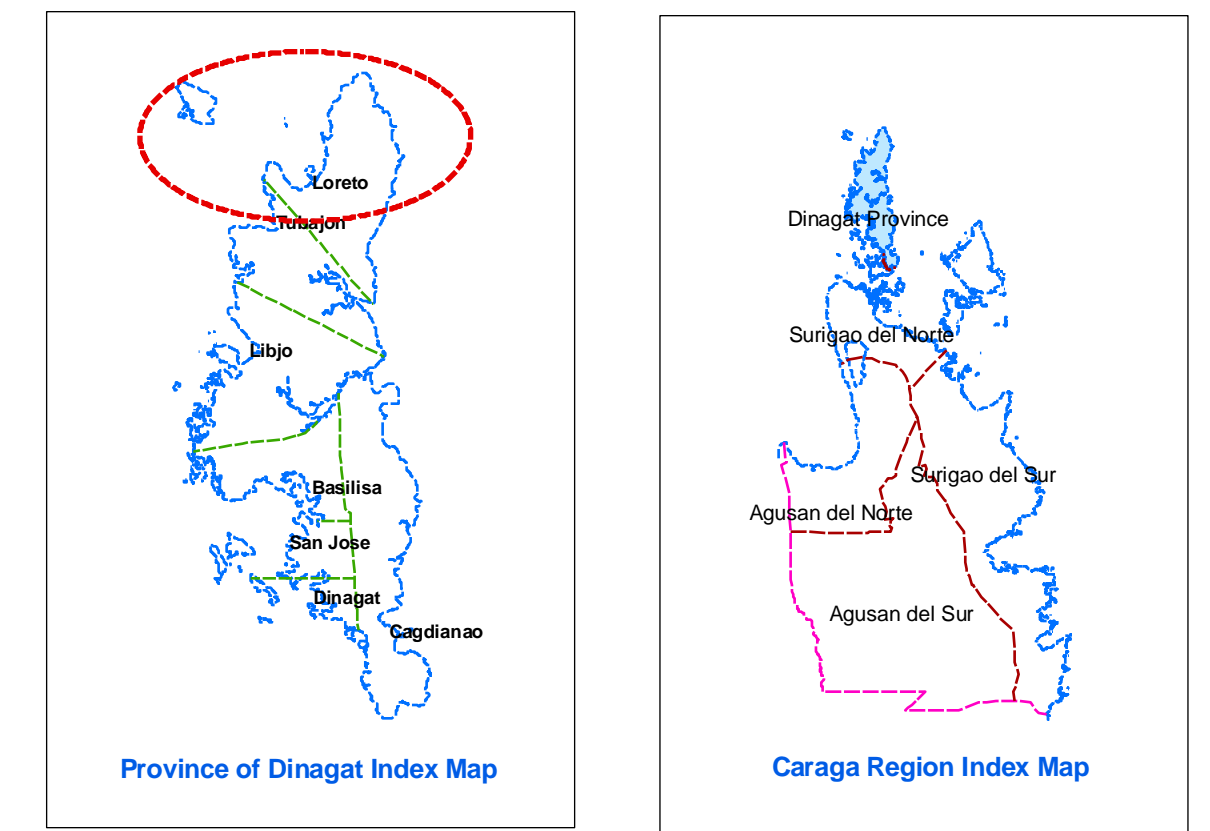 Loreto
Tubajon
Libjo
Basilisa
San Jose
Dinagat
Cagdianao
Province of Dinagat Index Map
Dinagat Province
Surigao del Norte
Surigao del Sur
Agusan del Norte
Agusan del Sur
Caraga Region Index Map